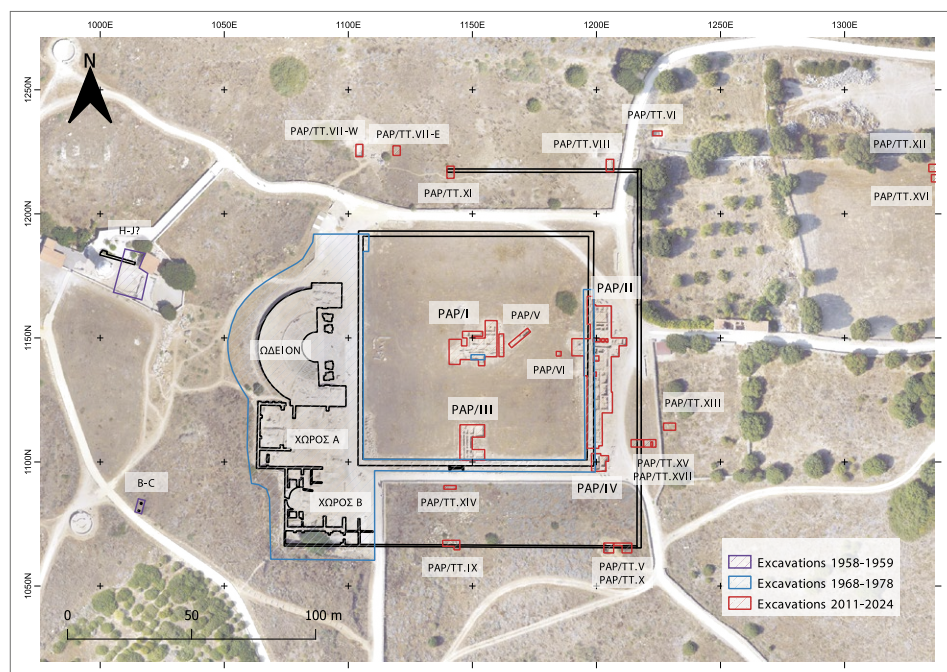 1000E
1050E
1100E
1150E
1200E
1250E
1300E
1250N
1200N
1150N
1100N
1050N
N
PAP/TT.VI
PAP/TT.VII-W
PAP/TT.VII-E
PAP/TT.VIII
PAP/TT.XII
PAP/TT.XI
PAP/TT.XVI
H-J?
PAP/II
PAP/I
PAP/V
ΩΔΕΙΟΝ
PAP/VI
PAP/III
PAP/TT.XIII
ΧΩΡΟΣ Α
PAP/TT.XV
PAP/TT.XVII
PAP/IV
B-C
ΧΩΡΟΣ Β
PAP/TT.XIV
PAP/TT.IX
PAP/TT.V
PAP/TT.X
Excavations 1958-1959
Excavations 1968-1978
Excavations 2011-2024
0
50
100 m